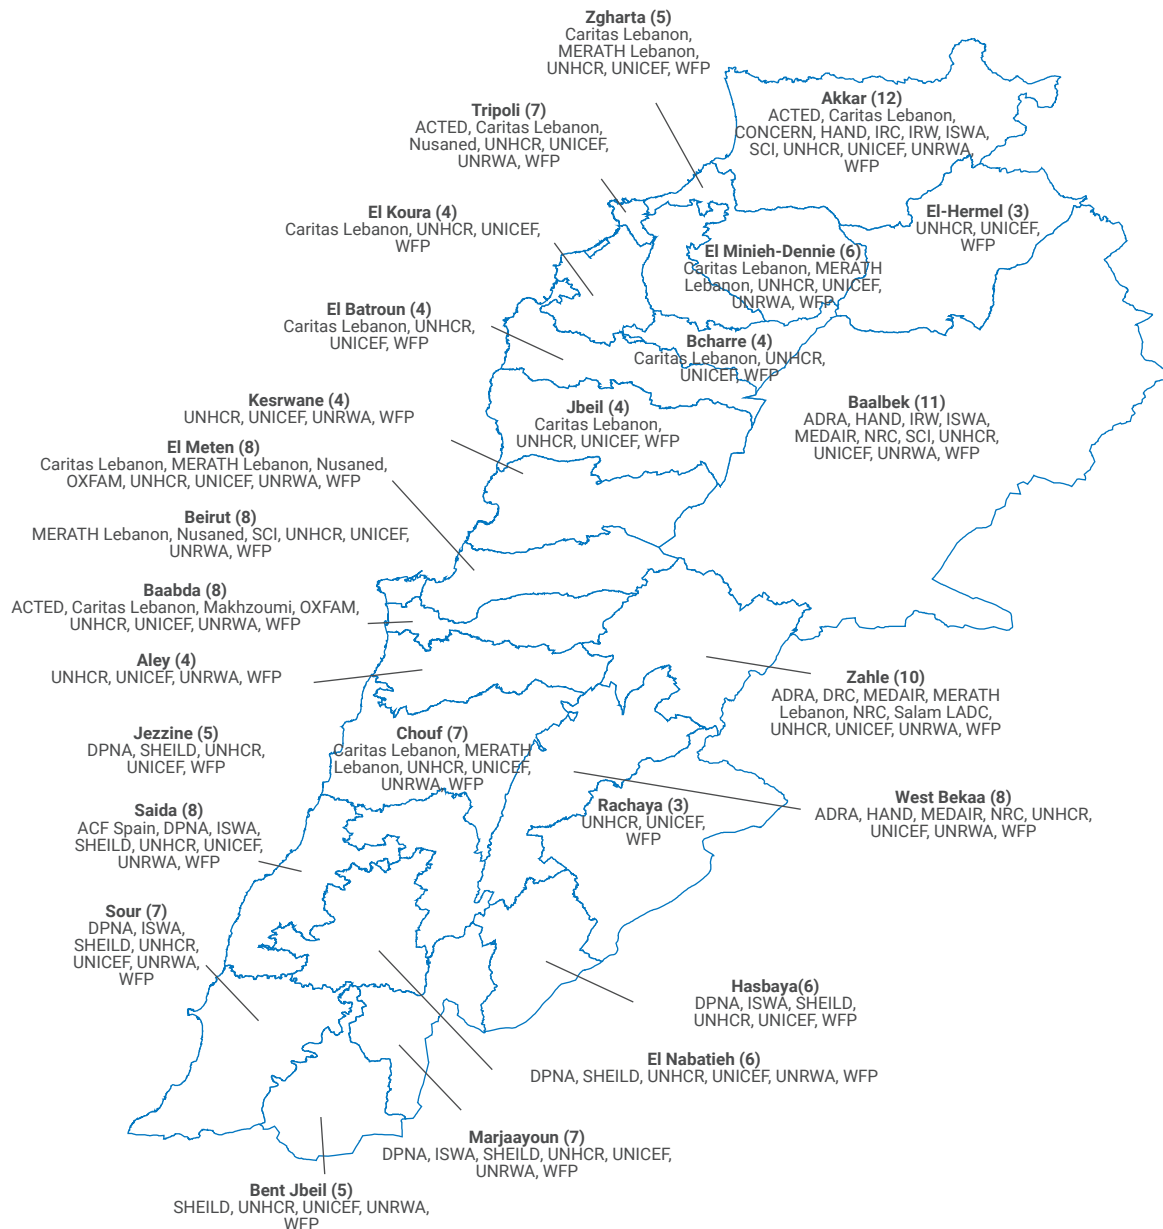 Zgharta (5)
Caritas Lebanon,
MERATH Lebanon,
UNHCR, UNICEF, WFP
Akkar (12)
ACTED, Caritas Lebanon,
CONCERN, HAND, IRC, IRW, ISWA,
SCI, UNHCR, UNICEF, UNRWA,
WFP
Tripoli (7)
ACTED, Caritas Lebanon,
Nusaned, UNHCR, UNICEF,
UNRWA, WFP
El Koura (4)
Caritas Lebanon, UNHCR, UNICEF,
WFP
El-Hermel (3)
UNHCR, UNICEF,
WFP
El Minieh-Dennie (6)
Caritas Lebanon, MERATH
Lebanon, UNHCR, UNICEF,
UNRWA, WFP
El Batroun (4)
Caritas Lebanon, UNHCR,
UNICEF, WFP
Bcharre (4)
Caritas Lebanon, UNHCR,
UNICEF, WFP
Kesrwane (4)
UNHCR, UNICEF, UNRWA, WFP
Jbeil (4)
Caritas Lebanon,
UNHCR, UNICEF, WFP
Baalbek (11)
ADRA, HAND, IRW, ISWA,
MEDAIR, NRC, SCI, UNHCR,
UNICEF, UNRWA, WFP
El Meten (8)
Caritas Lebanon, MERATH Lebanon, Nusaned,
OXFAM, UNHCR, UNICEF, UNRWA, WFP
Beirut (8)
MERATH Lebanon, Nusaned, SCI, UNHCR, UNICEF,
UNRWA, WFP
Baabda (8)
ACTED, Caritas Lebanon, Makhzoumi, OXFAM,
UNHCR, UNICEF, UNRWA, WFP
Aley (4)
UNHCR, UNICEF, UNRWA, WFP
Zahle (10)
ADRA, DRC, MEDAIR, MERATH
Lebanon, NRC, Salam LADC,
UNHCR, UNICEF, UNRWA, WFP
Jezzine (5)
DPNA, SHEILD, UNHCR,
UNICEF, WFP
Chouf (7)
Caritas Lebanon, MERATH
Lebanon, UNHCR, UNICEF,
UNRWA, WFP
West Bekaa (8)
ADRA, HAND, MEDAIR, NRC, UNHCR,
UNICEF, UNRWA, WFP
Rachaya (3)
UNHCR, UNICEF,
WFP
Saida (8)
ACF Spain, DPNA, ISWA,
SHEILD, UNHCR, UNICEF,
UNRWA, WFP
Sour (7)
DPNA, ISWA,
SHEILD, UNHCR,
UNICEF, UNRWA,
WFP
Hasbaya(6)
DPNA, ISWA, SHEILD,
UNHCR, UNICEF, WFP
El Nabatieh (6)
DPNA, SHEILD, UNHCR, UNICEF, UNRWA, WFP
Marjaayoun (7)
DPNA, ISWA, SHEILD, UNHCR, UNICEF,
UNRWA, WFP
Bent Jbeil (5)
SHEILD, UNHCR, UNICEF, UNRWA,
WFP